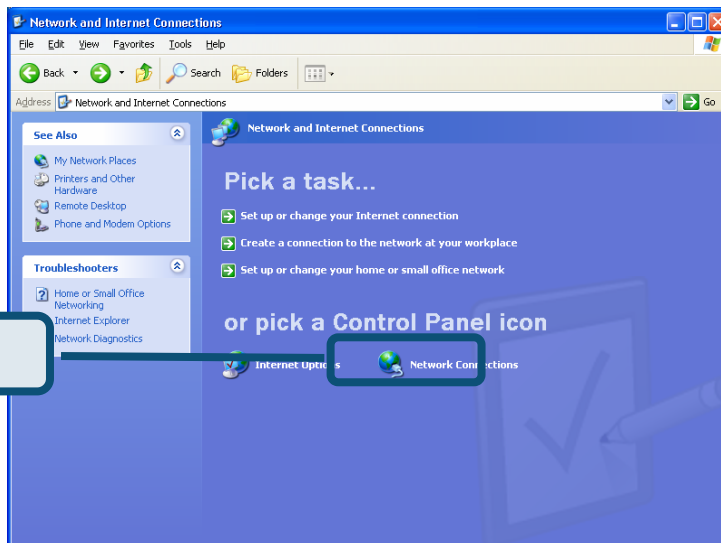 Network and Internet Connections
File Edit View Favorites Tools Help
Back Search Folders
Address Network and Internet Connections Go
See Also
My Network Places
Printers and Other
Hardware
Remote Desktop
Phone and Modem Options
Troubleshooters
Home or Small Office
Networking
Internet Explorer
Network Diagnostics
Network and Internet Connections
Pick a task...
Set up or change your Internet connection
Create a connection to the network at your workplace
Set up or change your home or small office network
or pick a Control Panel icon
Internet Options Network Connections